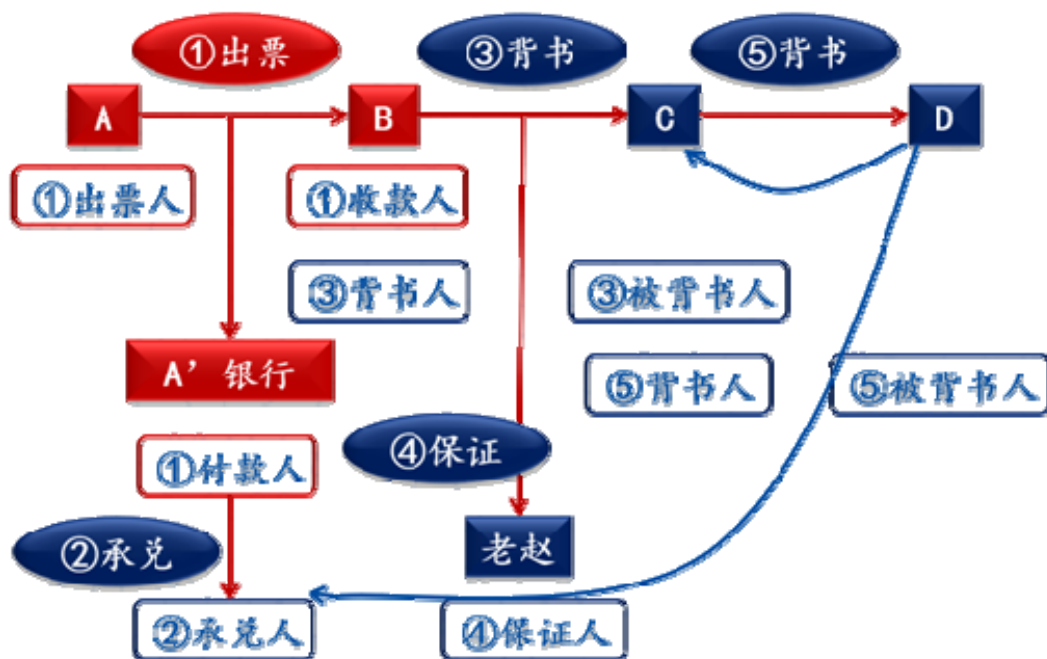 ①出票
③背书
⑤背书
A
B
C
D
①出票人
①收款人
③背书人
③被背书人
A’银行
⑤背书人
⑤被背书人
①付款人
④保证
②承兑
老赵
②承兑人
④保证人